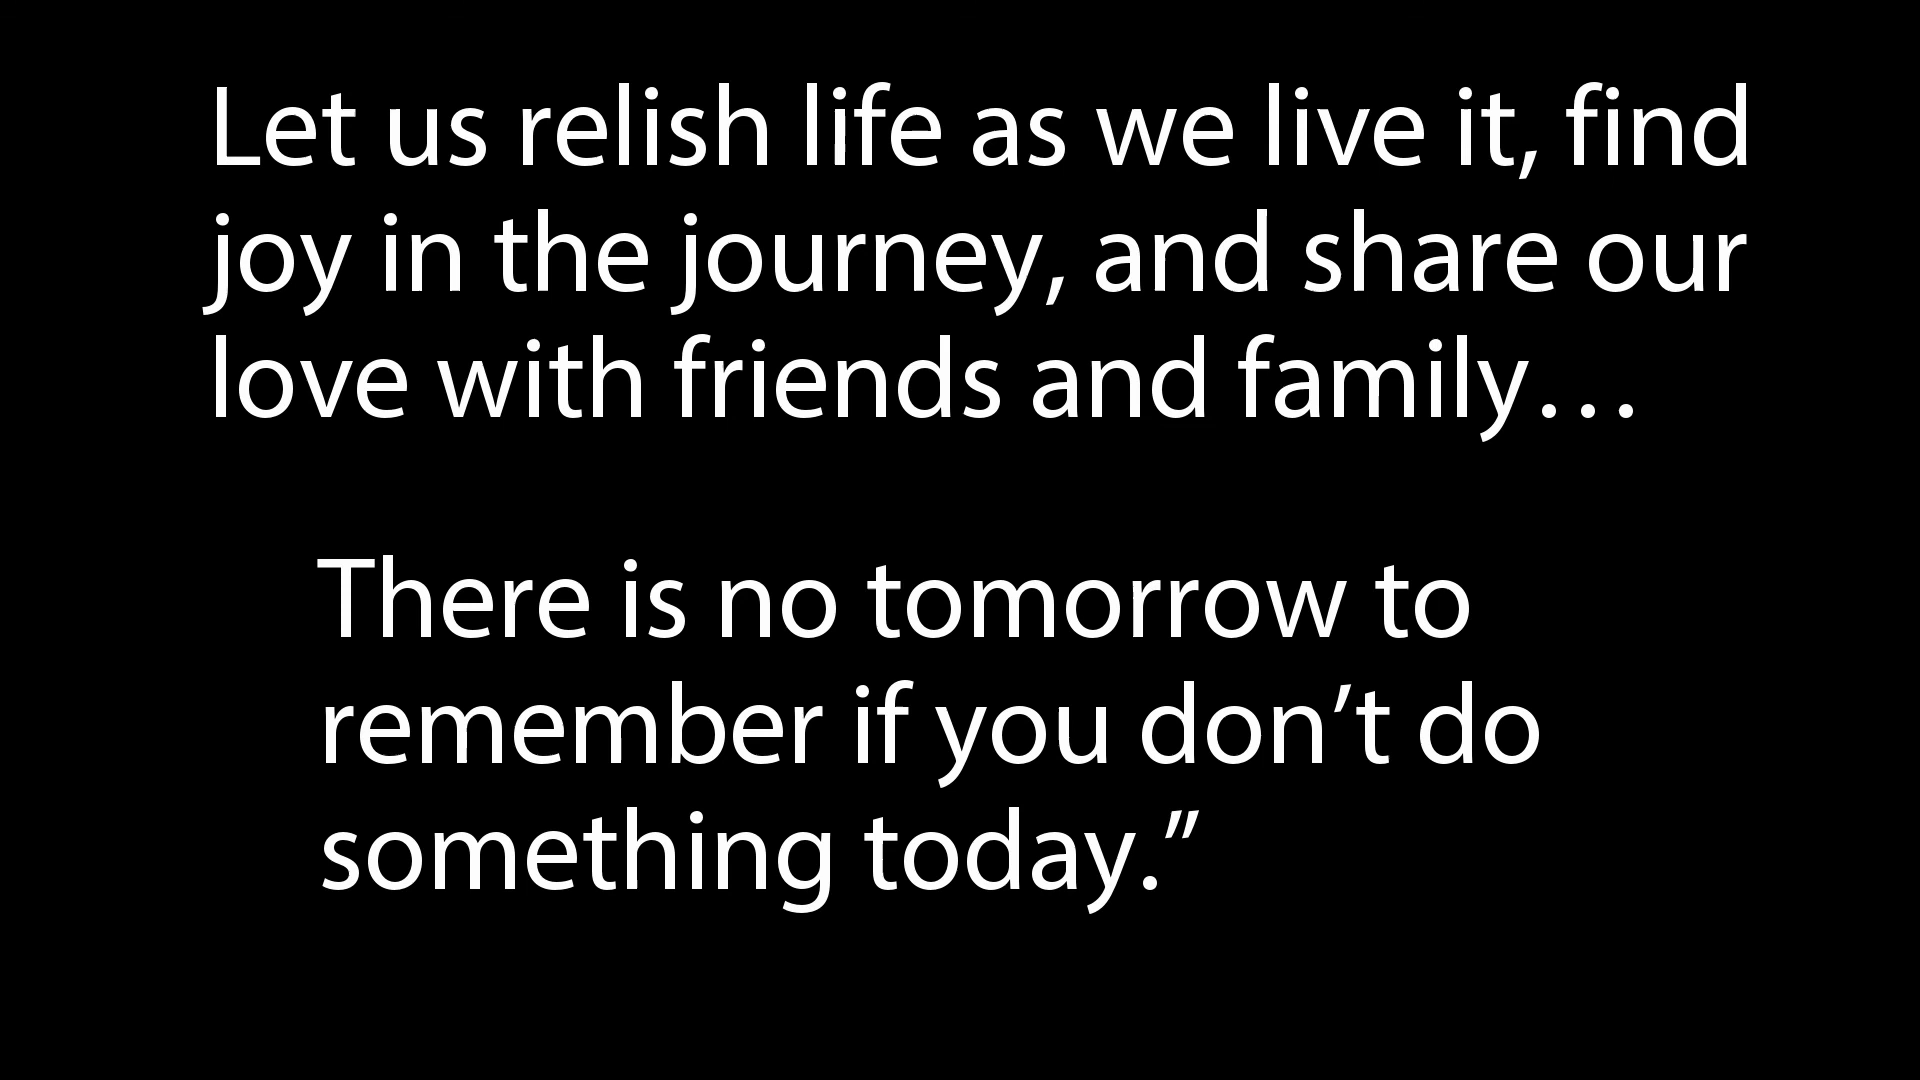 Let us relish life as we live it, find
joy in the journey, and share our
love with friends and family…
There is no tomorrow to
remember if you don’t do
something today.”